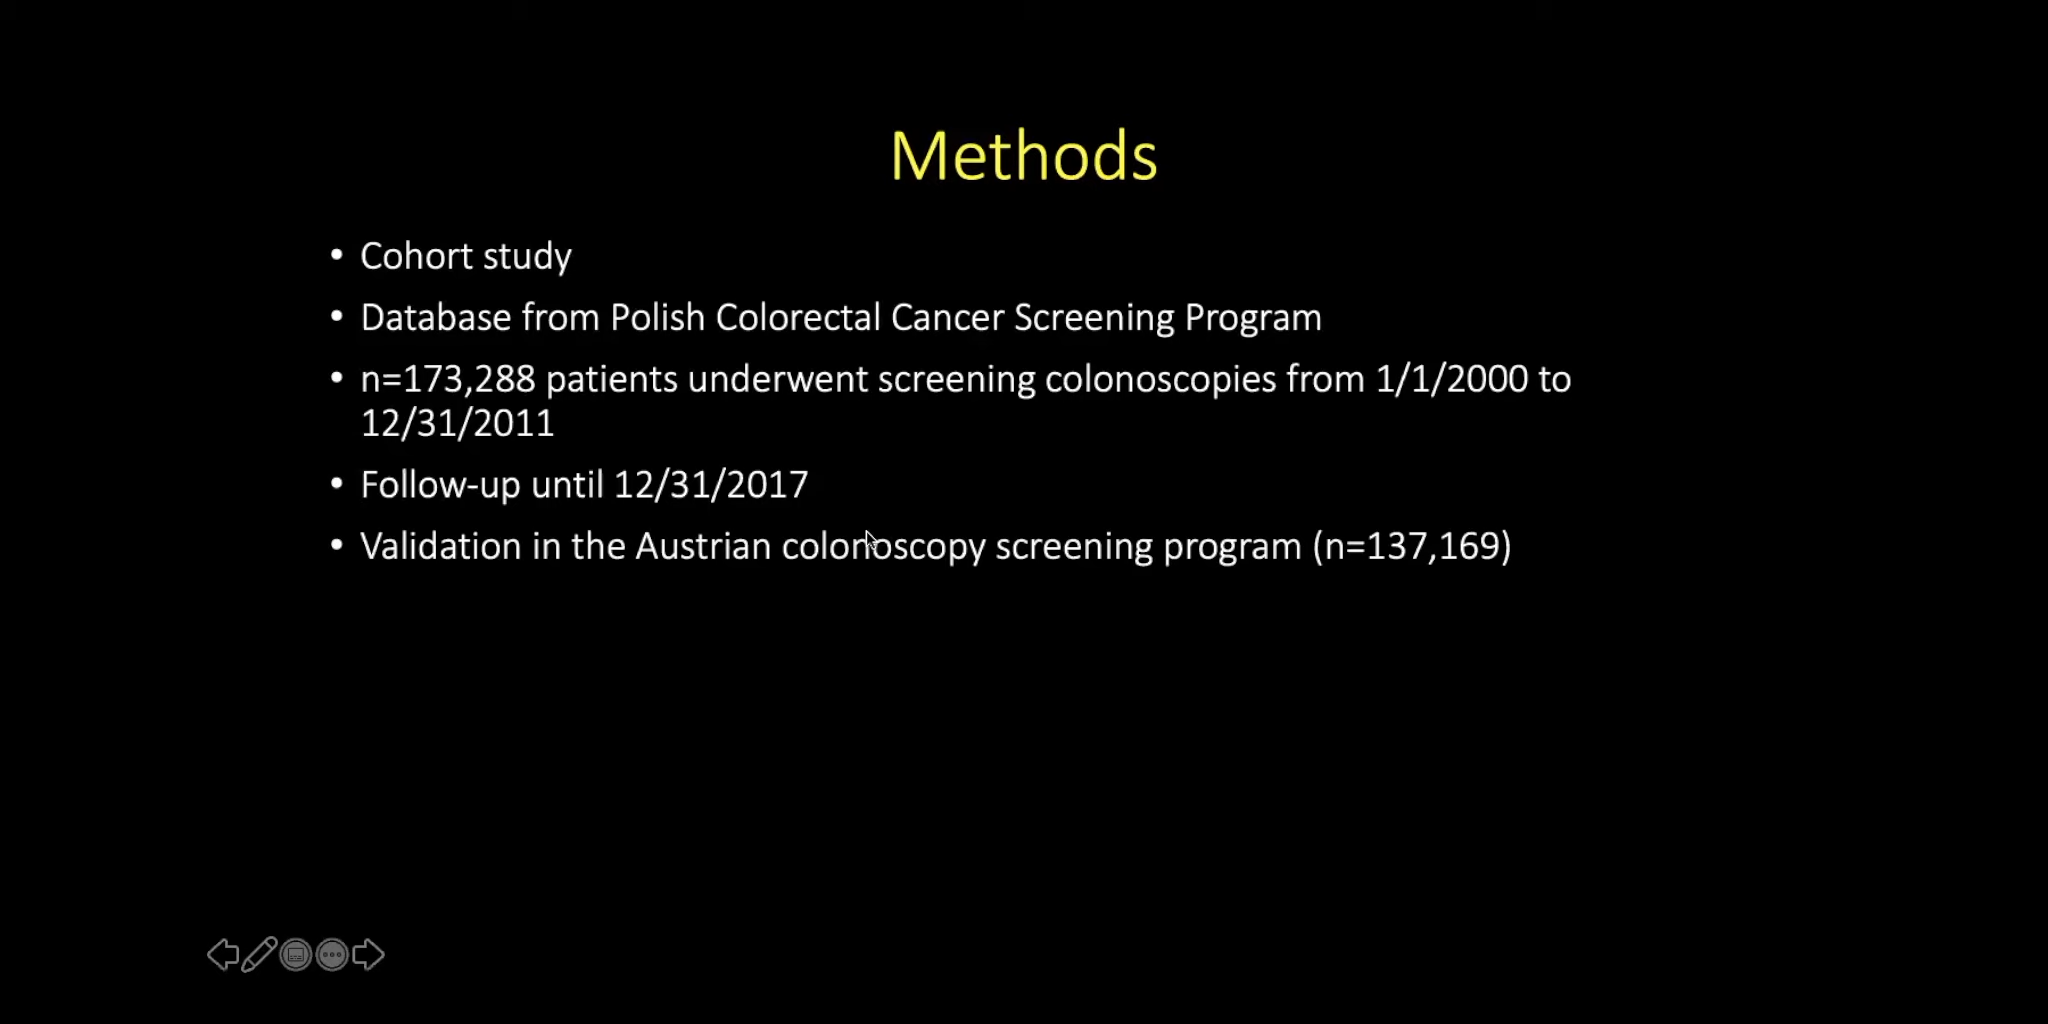 Methods
• Cohort study
• Database from Polish Colorectal Cancer Screening Program
• n=173,288 patients underwent screening colonoscopies from 1/1/2000 to
12/31/2011
• Follow-up until 12/31/2017
• Validation in the Austrian colonoscopy screening program (n=137,169)